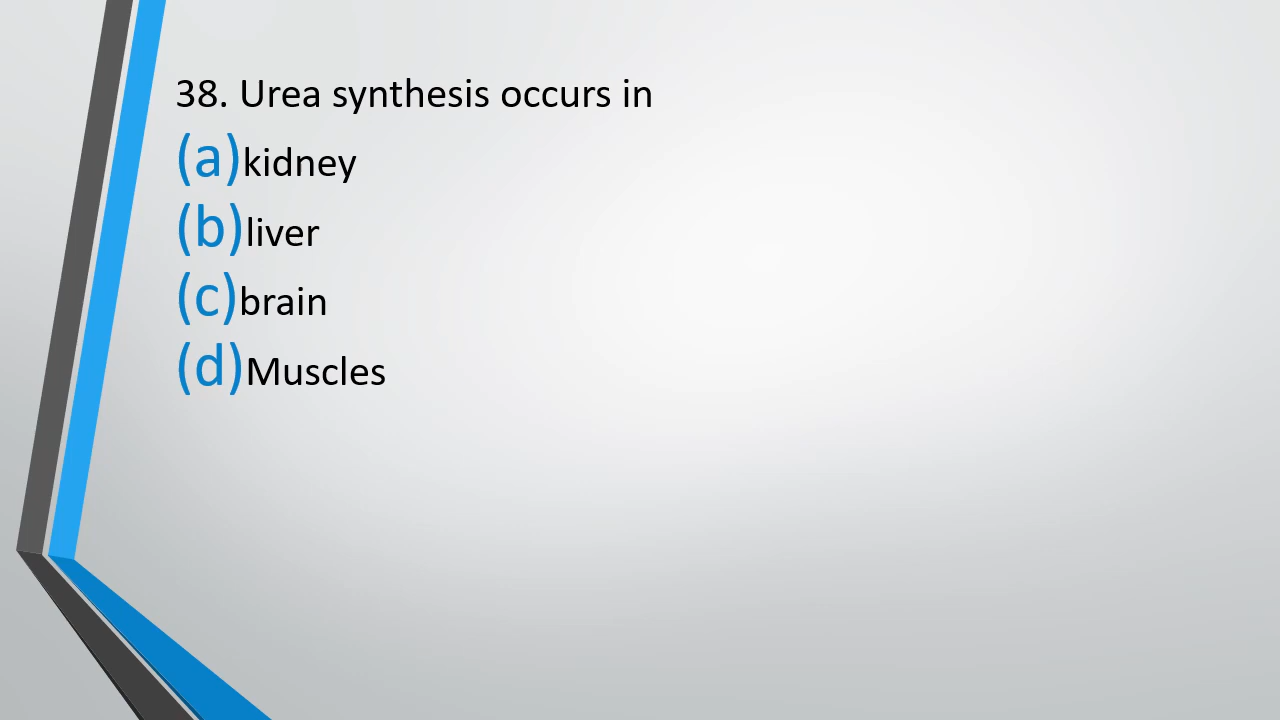 38. Urea synthesis occurs in
(a)kidney
(b)liver
(c)brain
(d)Muscles